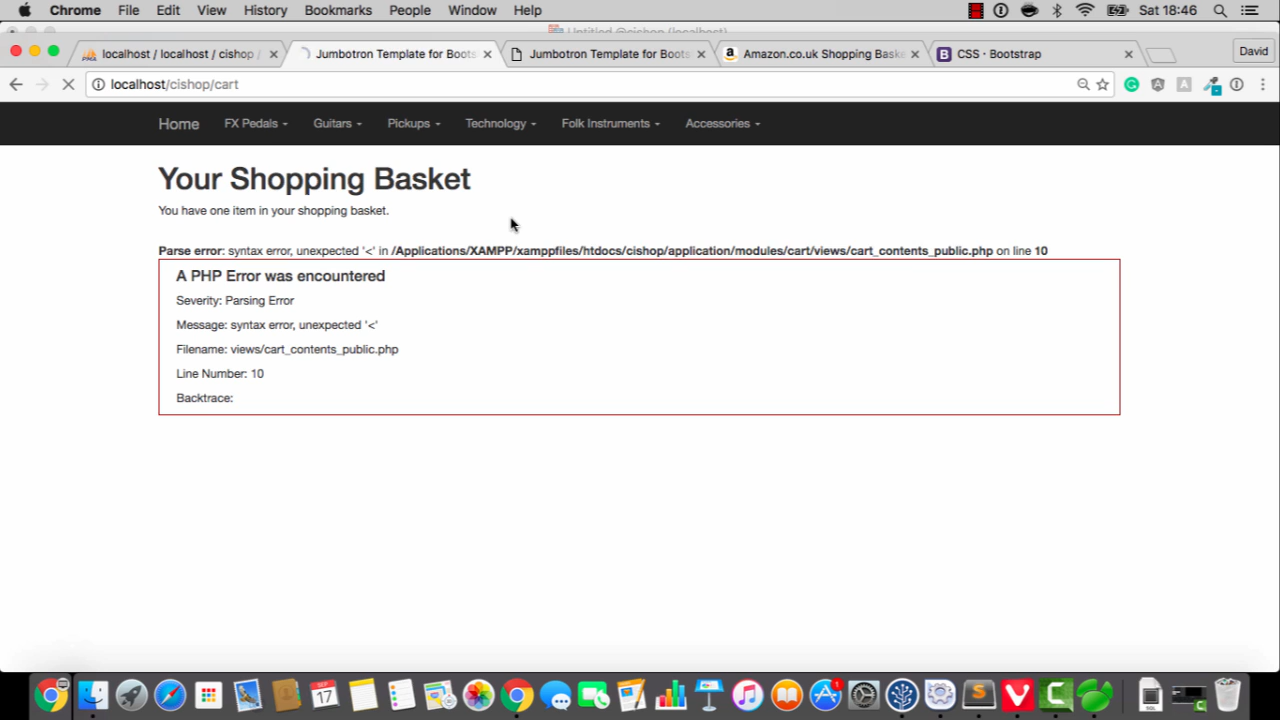 Chrome File Edit View History Bookmarks People Window Help Sat 18:46
Untitled @cishop (localhost)
localhost / localhost / cishop / Jumbotron Template for Boots Jumbotron Template for Boots Amazon.co.uk Shopping Baske CSS · Bootstrap David
localhost/cishop/cart
Home FX Pedals Guitars Pickups Technology Folk Instruments Accessories
Your Shopping Basket
You have one item in your shopping basket.
Parse error: syntax error, unexpected '<' in /Applications/XAMPP/xamppfiles/htdocs/cishop/application/modules/cart/views/cart_contents_public.php on line 10
A PHP Error was encountered
Severity: Parsing Error
Message: syntax error, unexpected '<'
Filename: views/cart_contents_public.php
Line Number: 10
Backtrace: